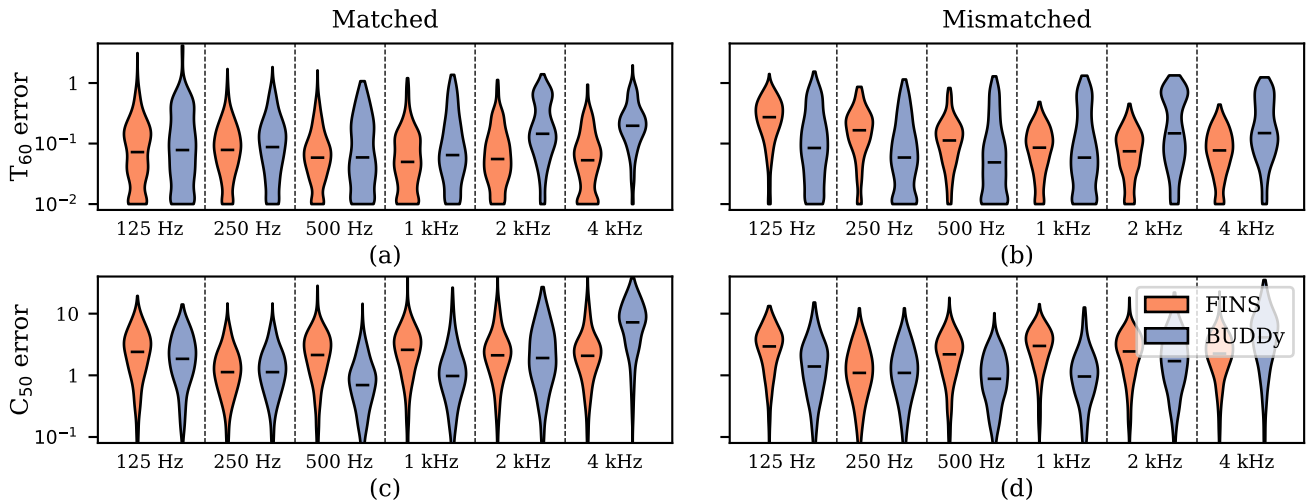 Matched
Mismatched
T₆₀ error
1
10⁻¹
10⁻²
125 Hz 250 Hz 500 Hz 1 kHz 2 kHz 4 kHz
(a)
125 Hz 250 Hz 500 Hz 1 kHz 2 kHz 4 kHz
(b)
C₅₀ error
10
1
10⁻¹
125 Hz 250 Hz 500 Hz 1 kHz 2 kHz 4 kHz
(c)
FINS
BUDDy
125 Hz 250 Hz 500 Hz 1 kHz 2 kHz 4 kHz
(d)